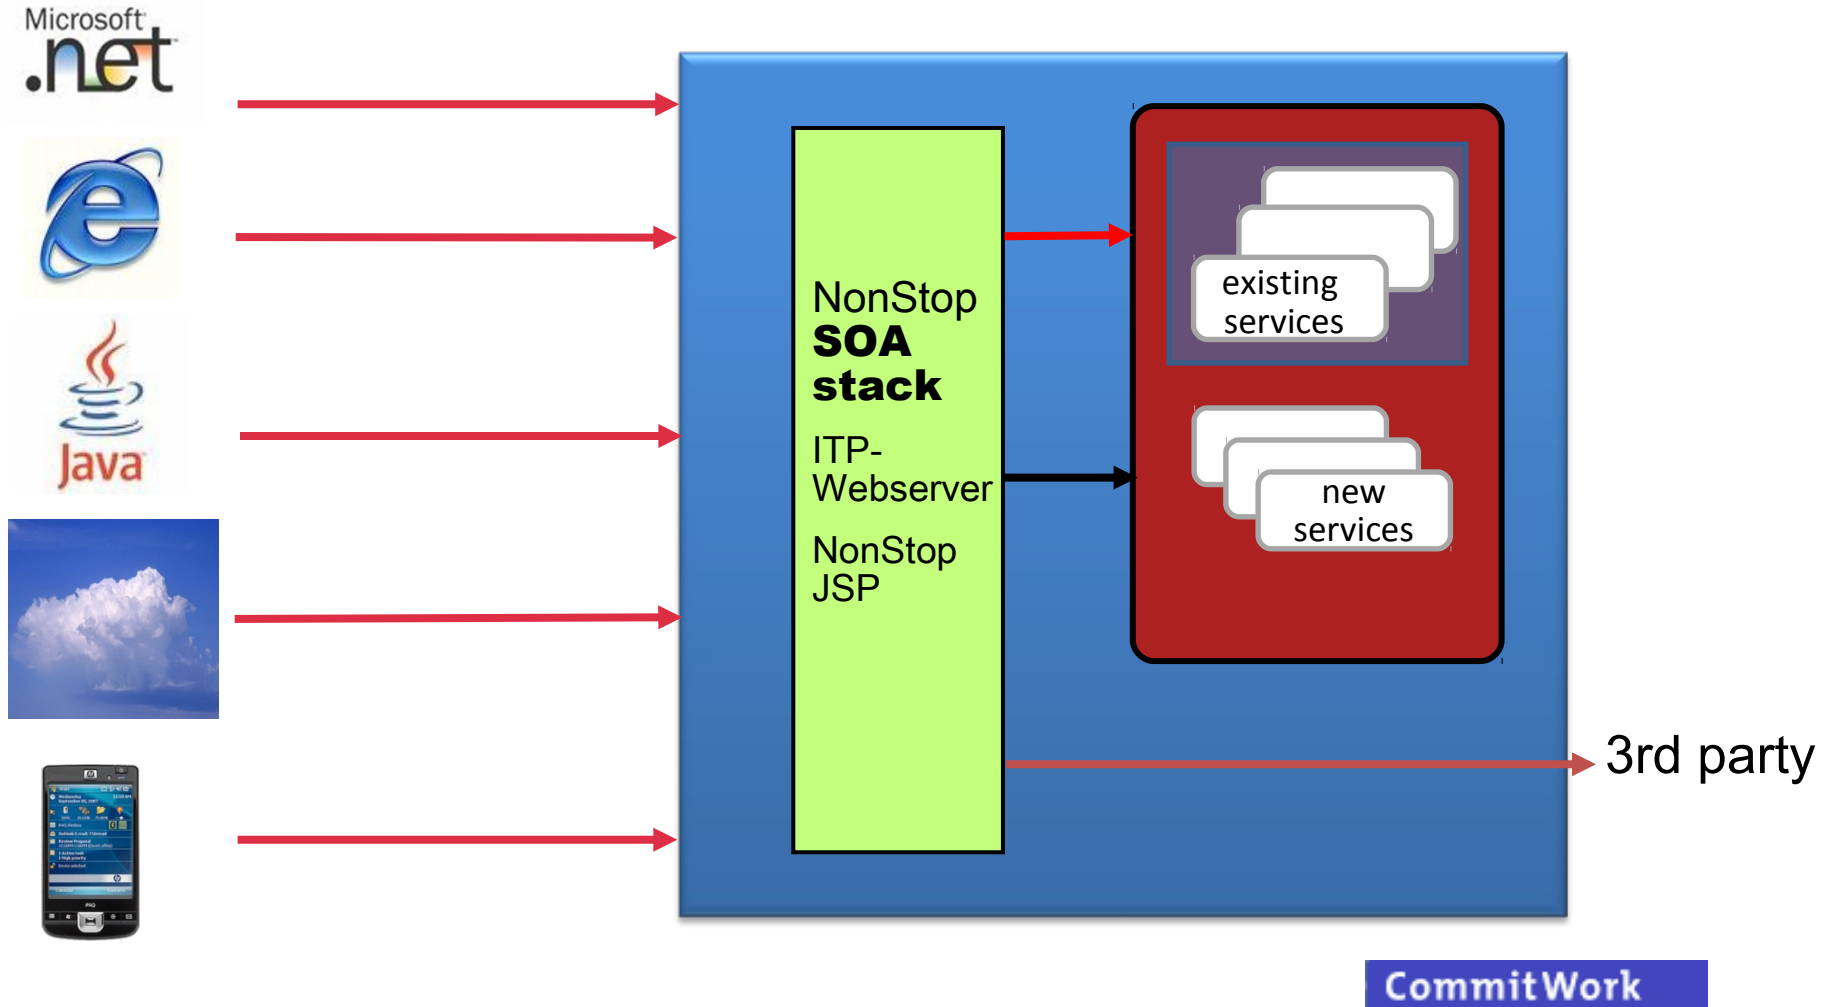 Microsoft
.net
Java
NonStop
SOA
stack
ITP-
Webserver
NonStop
JSP
existing
services
new
services
3rd party
CommitWork